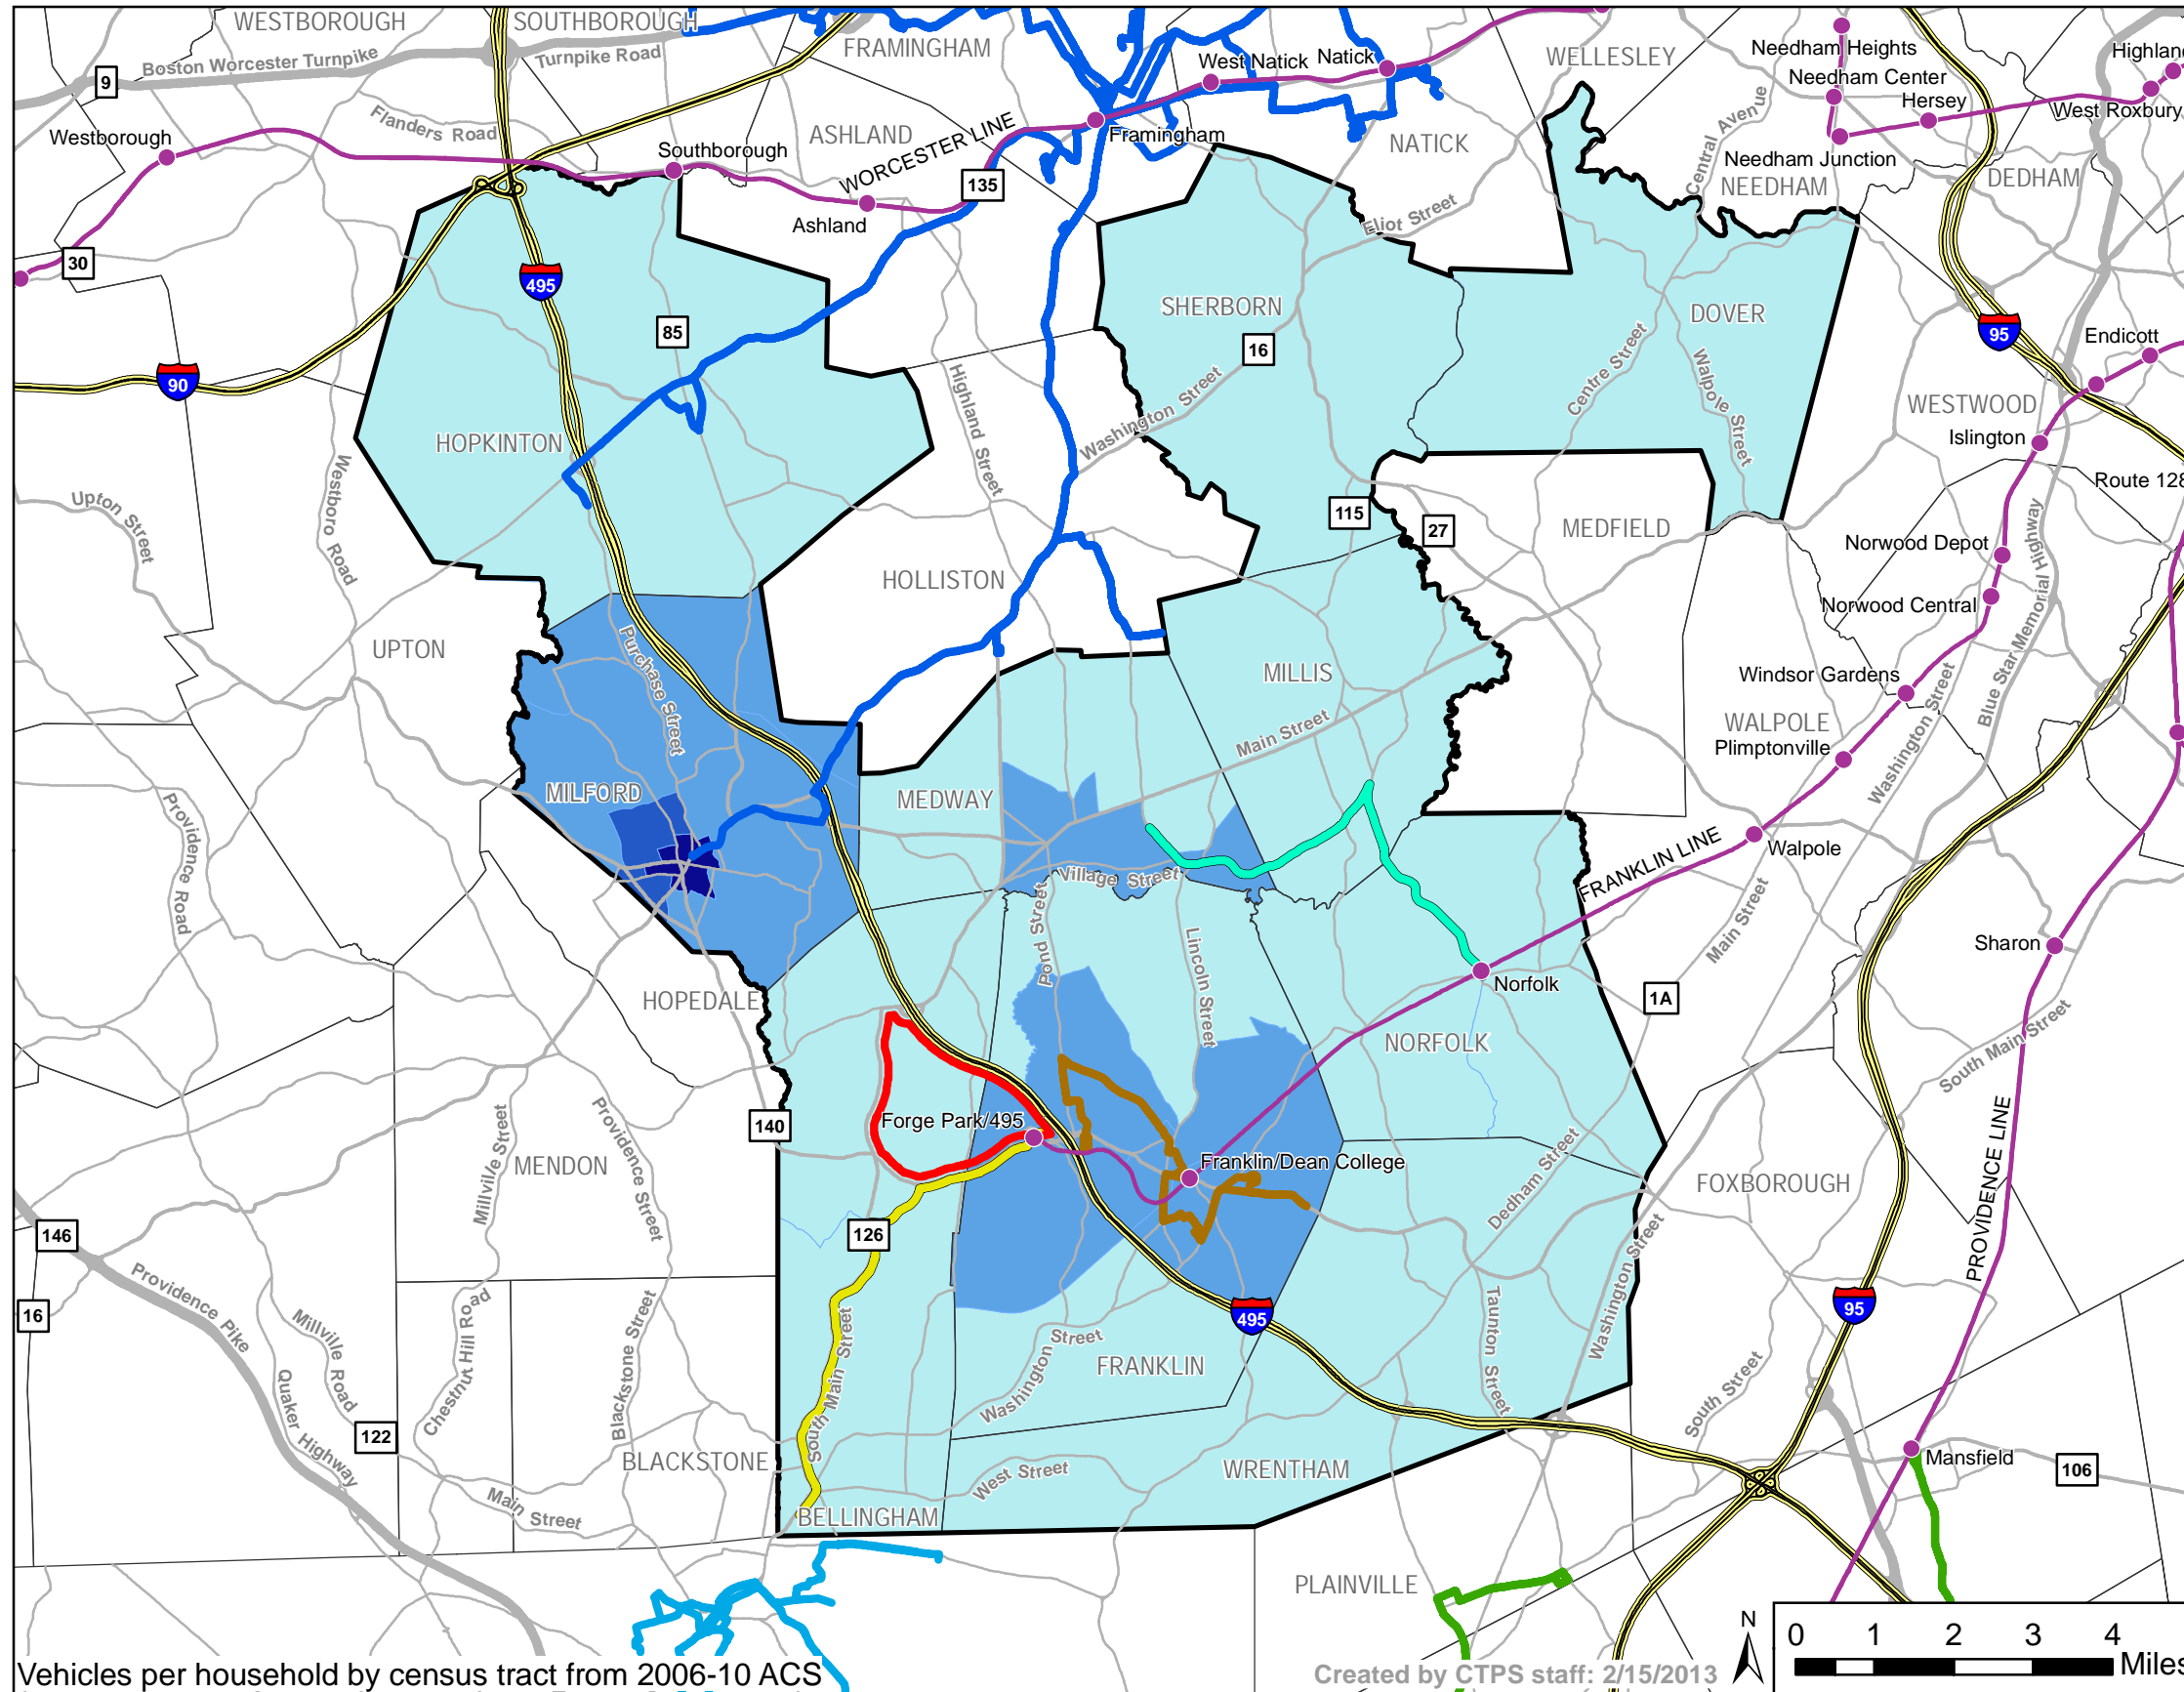 WESTBOROUGH
SOUTHBOROUGH
FRAMINGHAM
WELLESLEY
Needham Heights
Highlan
Boston Worcester Turnpike
Turnpike Road
West Natick
Natick
Needham Center
9
Hersey
West Roxbury
Flanders Road
Westborough
Southborough
ASHLAND
WORCESTER LINE
Framingham
NATICK
Central Avenue
Needham Junction
NEEDHAM
DEDHAM
135
Ashland
Eliot Street
30
495
SHERBORN
DOVER
85
16
95
Endicott
90
Centre Street
Walpole Street
Highland Street
Washington Street
WESTWOOD
Islington
HOPKINTON
Westboro Road
Upton Street
Route 128
115
27
MEDFIELD
Blue Star Memorial Highway
Norwood Depot
HOLLISTON
Norwood Central
UPTON
Purchase Street
MILLIS
Windsor Gardens
Main Street
WALPOLE
Plimptonville
Washington Street
MILFORD
MEDWAY
Providence Road
FRANKLIN LINE
Walpole
Village Street
Pond Street
Lincoln Street
Main Street
Sharon
Norfolk
HOPEDALE
1A
NORFOLK
South Main Street
140
Forge Park/495
Millville Street
Providence Street
MENDON
Franklin/Dean College
Dedham Street
FOXBOROUGH
PROVIDENCE LINE
146
126
Providence Pike
Washington Street
16
Millville Road
Chestnut Hill Road
Blackstone Street
South Main Street
495
95
Taunton Street
Washington Street
FRANKLIN
South Street
Quaker Highway
122
BLACKSTONE
West Street
WRENTHAM
Mansfield
106
Main Street
BELLINGHAM
PLAINVILLE
N
0 1 2 3 4
Miles
Vehicles per household by census tract from 2006-10 ACS
Created by CTPS staff: 2/15/2013